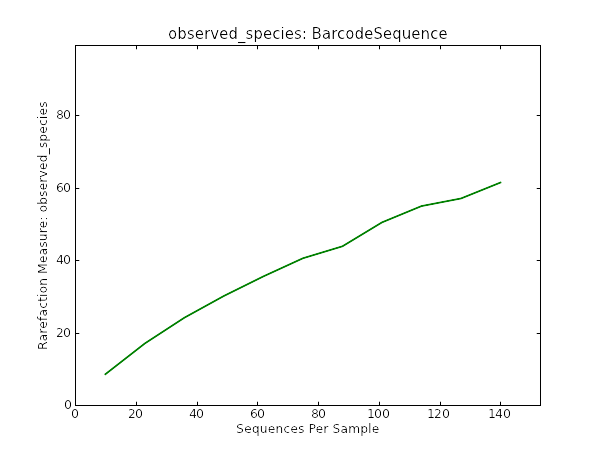 observed_species: BarcodeSequence
Rarefaction Measure: observed_species
80
60
40
20
0
0 20 40 60 80 100 120 140
Sequences Per Sample